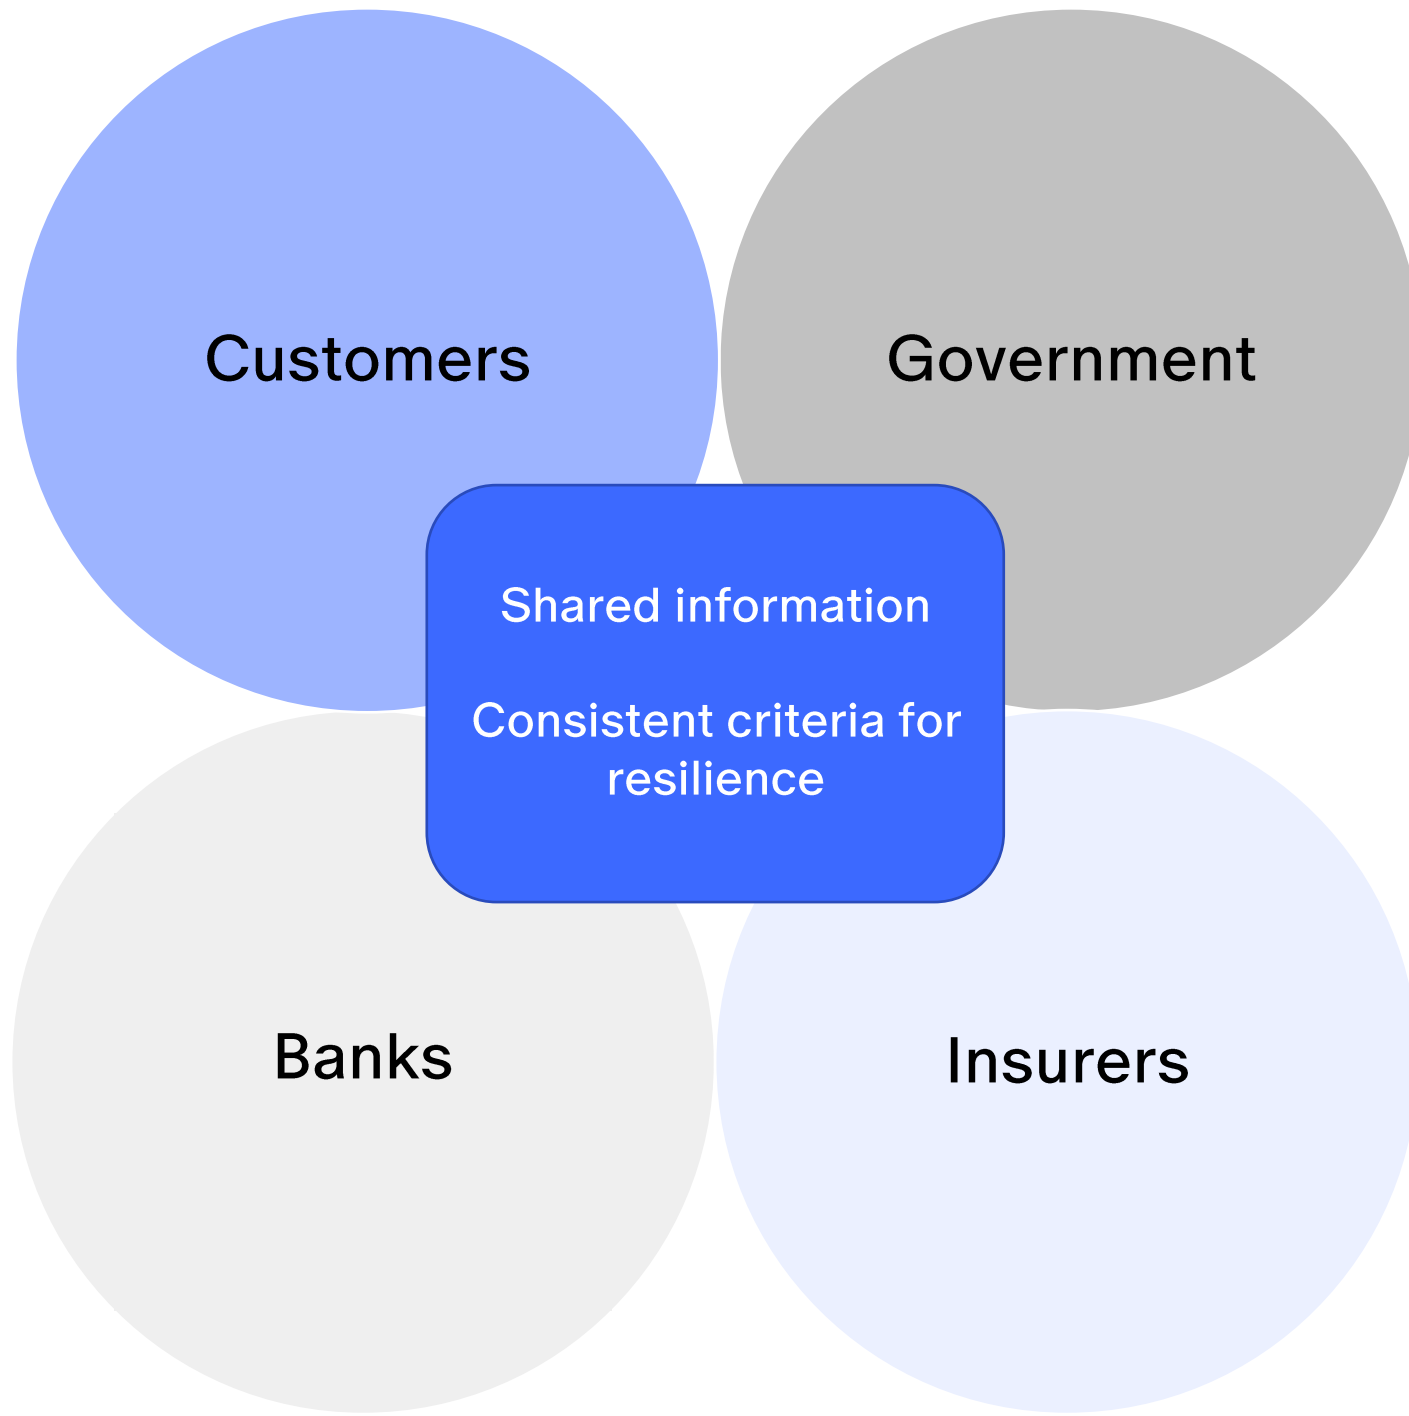 Customers
Government
Shared information
Consistent criteria for
resilience
Banks
Insurers